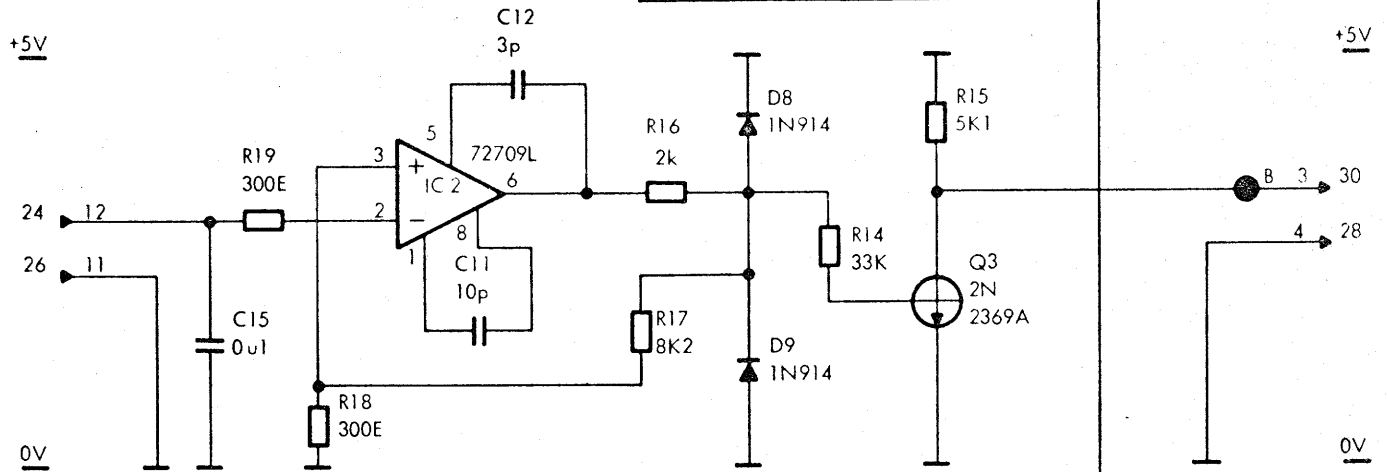 C12
3p
+5V
+5V
D8
1N914
R15
5K1
R16
2k
5
72709L
3
+
IC 2
6
R19
300E
B
3
30
24
12
2
−
8
1
R14
33K
4
28
26
11
C11
10p
Q3
2N
2369A
C15
0u1
R17
8K2
D9
1N914
R18
300E
0V
0V